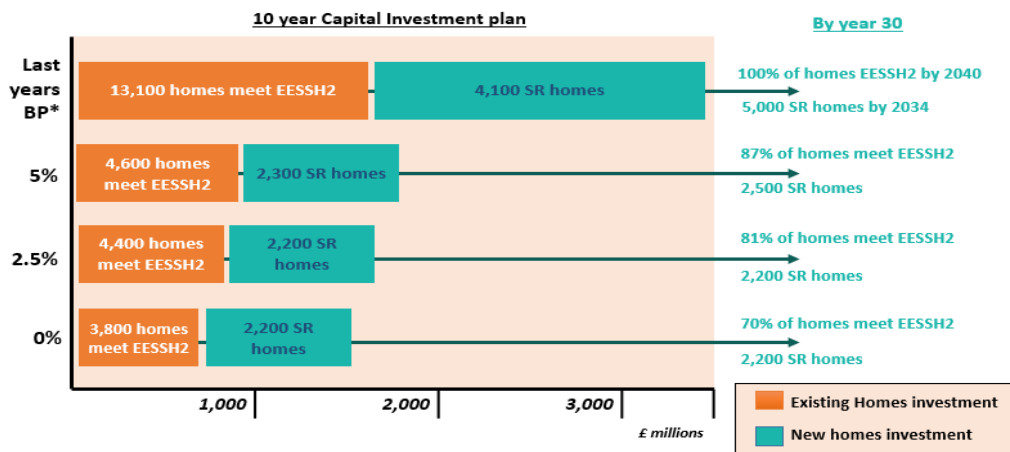 10 year Capital Investment plan
By year 30
Last
years
BP*
13,100 homes meet EESSH2
4,100 SR homes
100% of homes EESSH2 by 2040
5,000 SR homes by 2034
5%
4,600 homes
meet EESSH2
2,300 SR homes
87% of homes meet EESSH2
2,500 SR homes
2.5%
4,400 homes
meet EESSH2
2,200 SR
homes
81% of homes meet EESSH2
2,200 SR homes
0%
3,800 homes
meet EESSH2
2,200 SR
homes
70% of homes meet EESSH2
2,200 SR homes
1,000
2,000
3,000
£ millions
Existing Homes investment
New homes investment